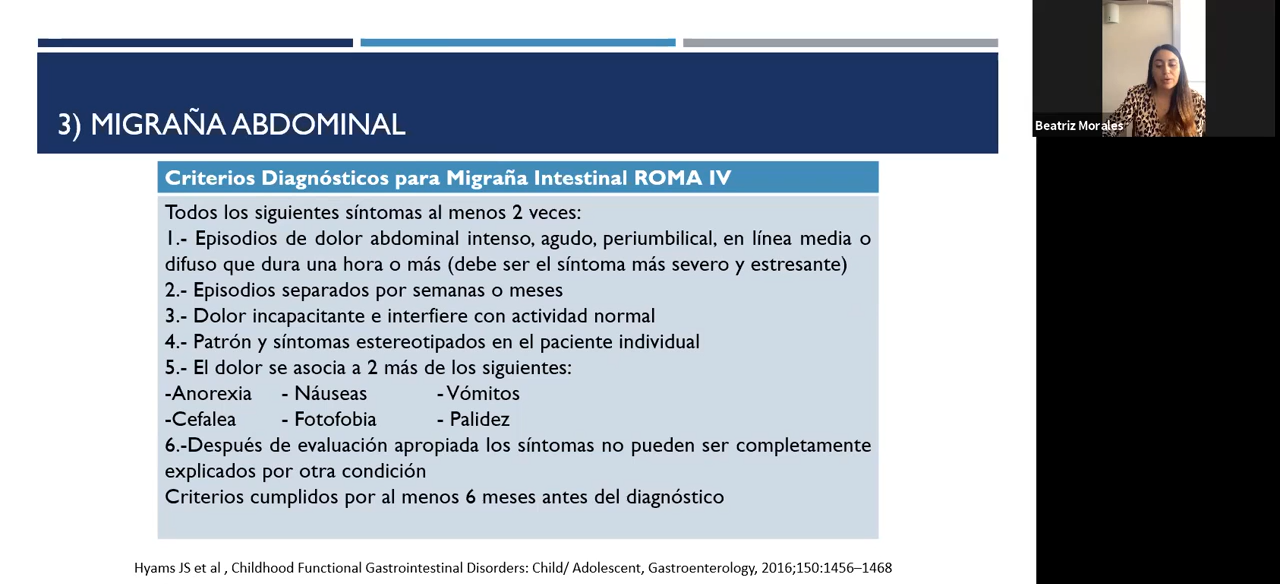 3) MIGRAÑA ABDOMINAL
Criterios Diagnósticos para Migraña Intestinal ROMA IV
Todos los siguientes síntomas al menos 2 veces:
1.- Episodios de dolor abdominal intenso, agudo, periumbilical, en línea media o
difuso que dura una hora o más (debe ser el síntoma más severo y estresante)
2.- Episodios separados por semanas o meses
3.- Dolor incapacitante e interfiere con actividad normal
4.- Patrón y síntomas estereotipados en el paciente individual
5.- El dolor se asocia a 2 más de los siguientes:
-Anorexia - Náuseas - Vómitos
-Cefalea - Fotofobia - Palidez
6.-Después de evaluación apropiada los síntomas no pueden ser completamente
explicados por otra condición
Criterios cumplidos por al menos 6 meses antes del diagnóstico
Hyams JS et al , Childhood Functional Gastrointestinal Disorders: Child/ Adolescent, Gastroenterology, 2016;150:1456–1468
Beatriz Morales